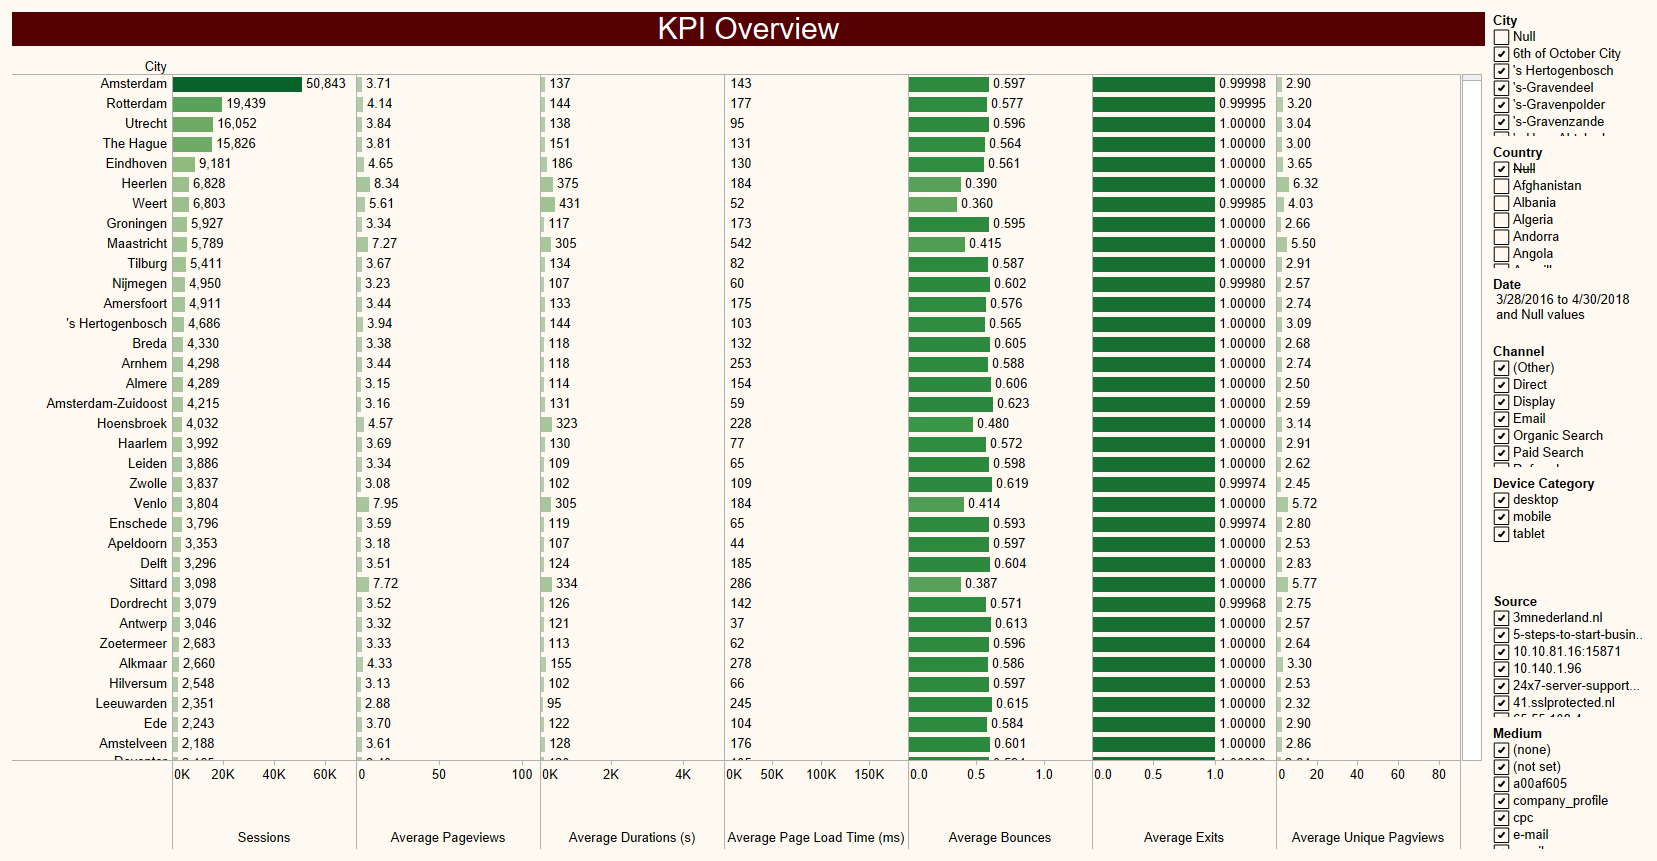 KPI Overview
City
Amsterdam 50,843 3.71 137 143 0.597 0.99998 2.90
Rotterdam 19,439 4.14 144 177 0.577 0.99995 3.20
Utrecht 16,052 3.84 138 95 0.596 1.00000 3.04
The Hague 15,826 3.81 151 131 0.564 1.00000 3.00
Eindhoven 9,181 4.65 186 130 0.561 1.00000 3.65
Heerlen 6,828 8.34 375 184 0.390 1.00000 6.32
Weert 6,803 5.61 431 52 0.360 0.99985 4.03
Groningen 5,927 3.34 117 173 0.595 1.00000 2.66
Maastricht 5,789 7.27 305 542 0.415 1.00000 5.50
Tilburg 5,411 3.67 134 82 0.587 1.00000 2.91
Nijmegen 4,950 3.23 107 60 0.602 0.99980 2.57
Amersfoort 4,911 3.44 133 175 0.576 1.00000 2.74
's Hertogenbosch 4,686 3.94 144 103 0.565 1.00000 3.09
Breda 4,330 3.38 118 132 0.605 1.00000 2.68
Arnhem 4,298 3.44 118 253 0.588 1.00000 2.74
Almere 4,289 3.15 114 154 0.606 1.00000 2.50
Amsterdam-Zuidoost 4,215 3.16 131 59 0.623 1.00000 2.59
Hoensbroek 4,032 4.57 323 228 0.480 1.00000 3.14
Haarlem 3,992 3.69 130 77 0.572 1.00000 2.91
Leiden 3,886 3.34 109 65 0.598 1.00000 2.62
Zwolle 3,837 3.08 102 109 0.619 0.99974 2.45
Venlo 3,804 7.95 305 184 0.414 1.00000 5.72
Enschede 3,796 3.59 119 65 0.593 0.99974 2.80
Apeldoorn 3,353 3.18 107 44 0.597 1.00000 2.53
Delft 3,296 3.51 124 185 0.604 1.00000 2.83
Sittard 3,098 7.72 334 286 0.387 1.00000 5.77
Dordrecht 3,079 3.52 126 142 0.571 0.99968 2.75
Antwerp 3,046 3.32 121 37 0.613 1.00000 2.57
Zoetermeer 2,683 3.33 113 62 0.596 1.00000 2.64
Alkmaar 2,660 4.33 155 278 0.586 1.00000 3.30
Hilversum 2,548 3.13 102 66 0.597 1.00000 2.53
Leeuwarden 2,351 2.88 95 245 0.615 1.00000 2.32
Ede 2,243 3.70 122 104 0.584 1.00000 2.90
Amstelveen 2,188 3.61 128 176 0.601 1.00000 2.86
0K 20K 40K 60K 0 50 100 0K 2K 4K 0K 50K 100K 150K 0.0 0.5 1.0 0.0 0.5 1.0 0 20 40 60 80
Sessions Average Pageviews Average Durations (s) Average Page Load Time (ms) Average Bounces Average Exits Average Unique Pagviews
City
Null
6th of October City
's Hertogenbosch
's-Gravendeel
's-Gravenpolder
's-Gravenzande
Country
Null
Afghanistan
Albania
Algeria
Andorra
Angola
Date
3/28/2016 to 4/30/2018
and Null values
Channel
(Other)
Direct
Display
Email
Organic Search
Paid Search
Device Category
desktop
mobile
tablet
Source
3mnederland.nl
5-steps-to-start-busin..
10.10.81.16:15871
10.140.1.96
24x7-server-support...
41.sslprotected.nl
Medium
(none)
(not set)
a00af605
company_profile
cpc
e-mail